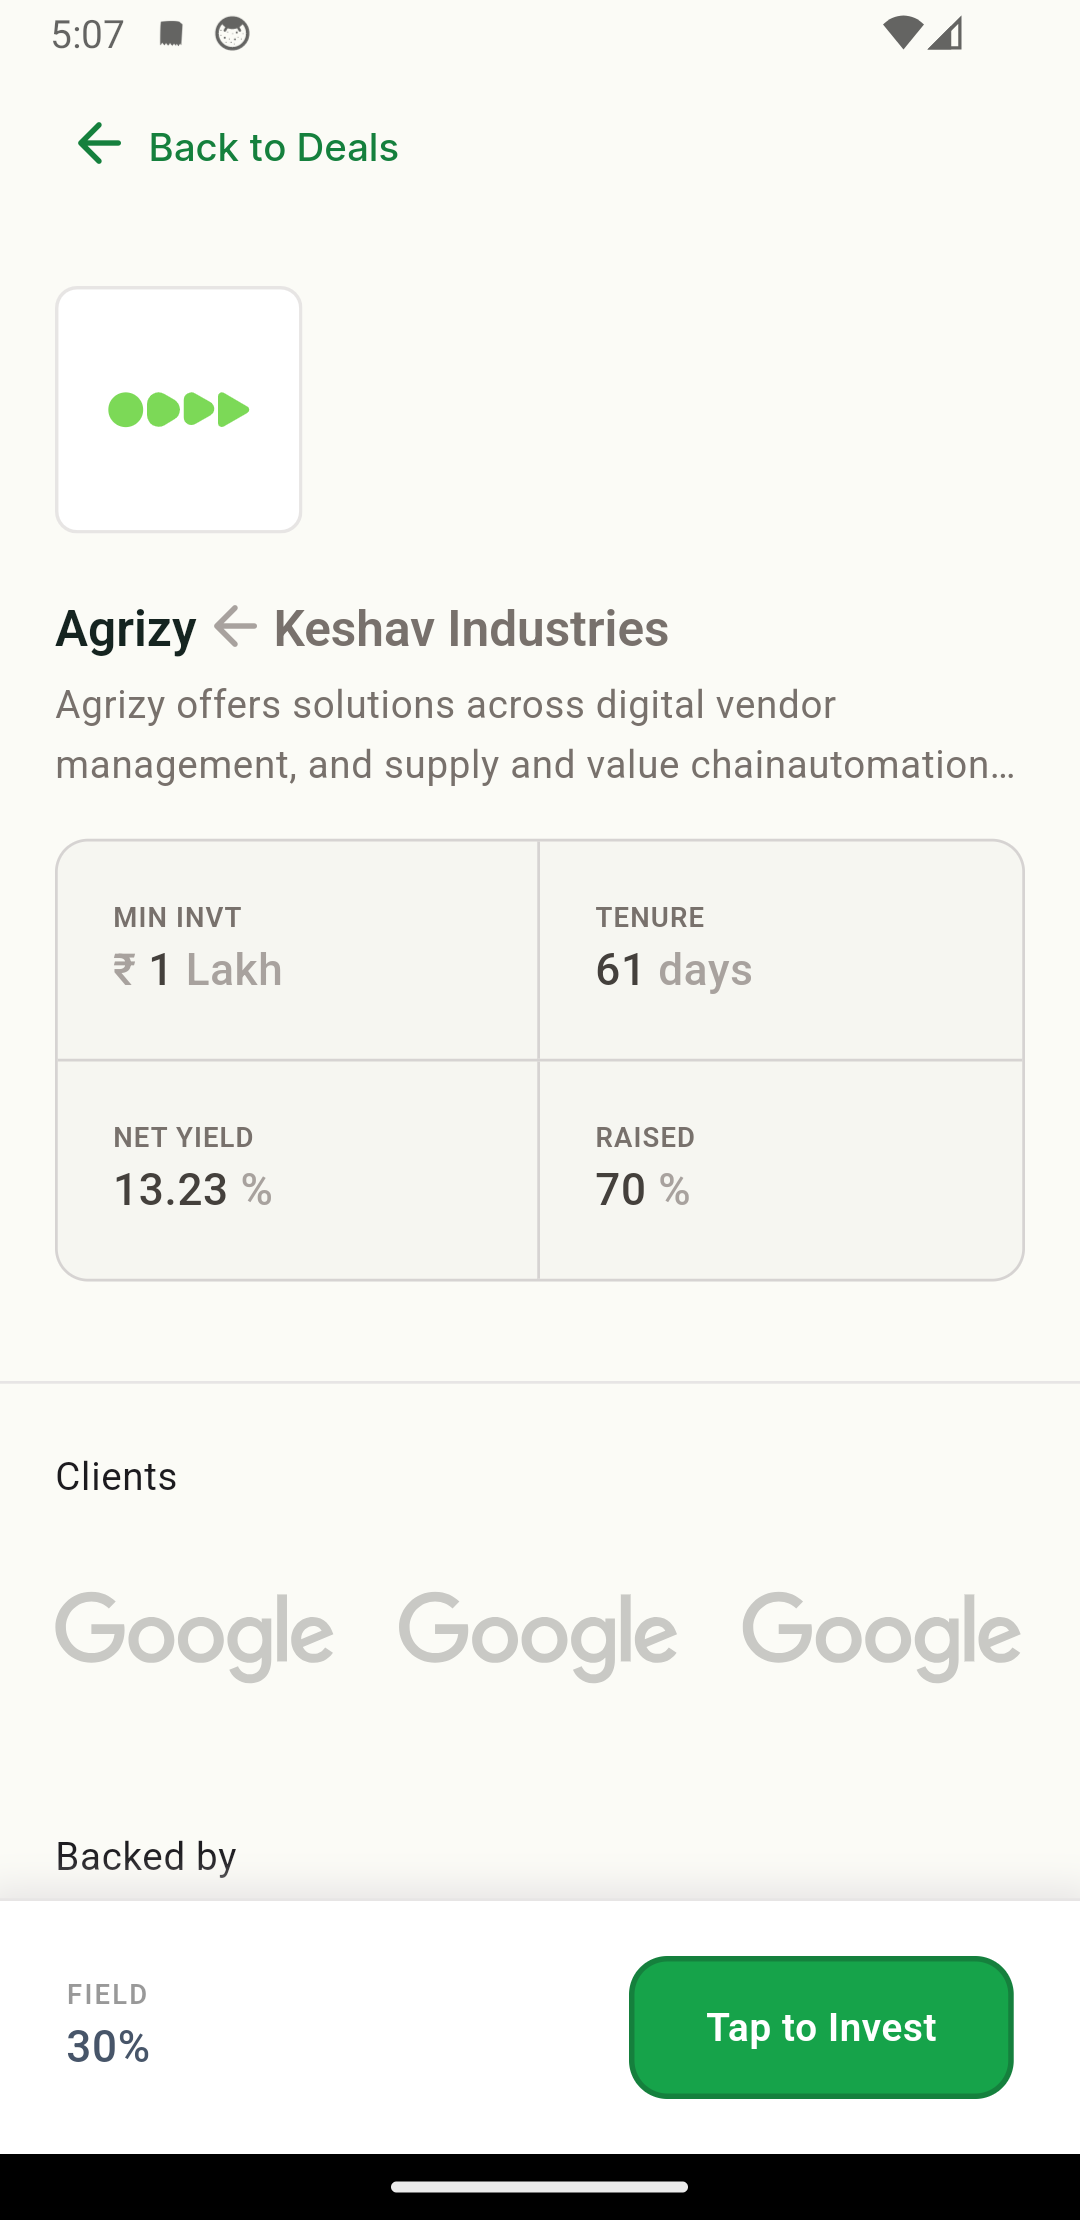 5:07
Back to Deals
Agrizy ← Keshav Industries
Agrizy offers solutions across digital vendor
management, and supply and value chainautomation...
MIN INVT
₹ 1 Lakh
TENURE
61 days
NET YIELD
13.23 %
RAISED
70 %
Clients
Google Google Google
Backed by
FIELD
30%
Tap to Invest